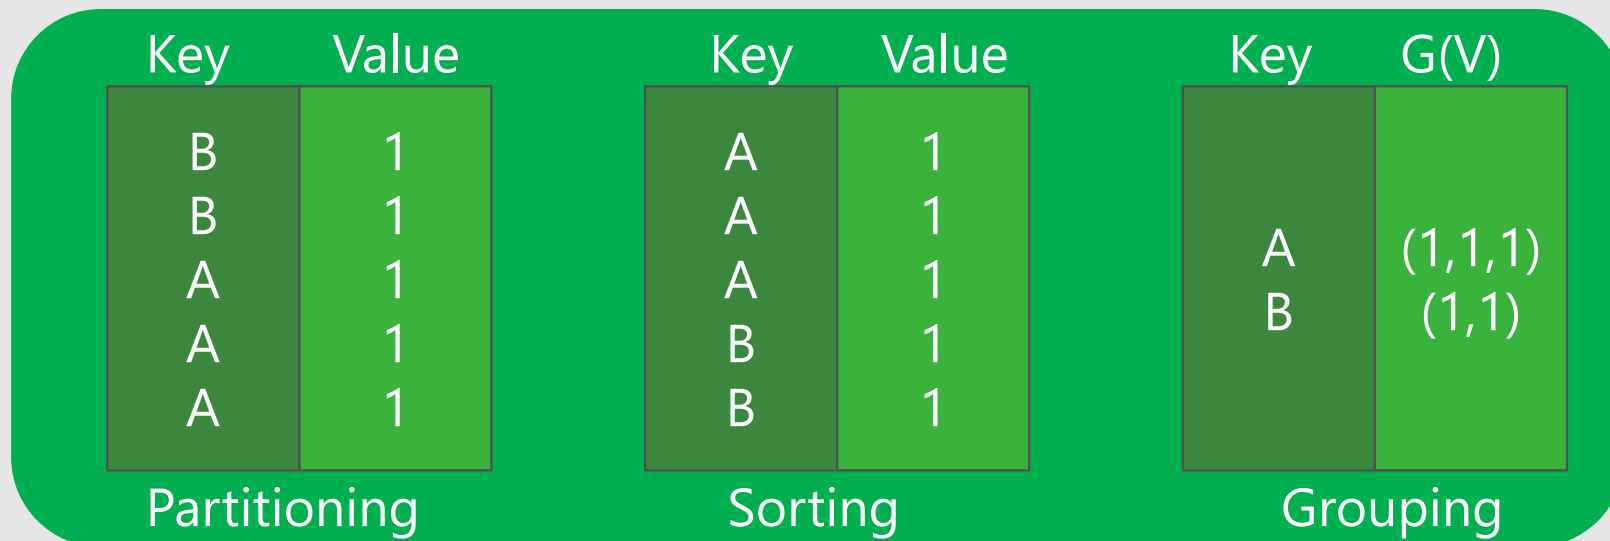 Key Value
B 1
B 1
A 1
A 1
A 1
Partitioning
Key Value
A 1
A 1
A 1
B 1
B 1
Sorting
Key G(V)
A (1,1,1)
B (1,1)
Grouping